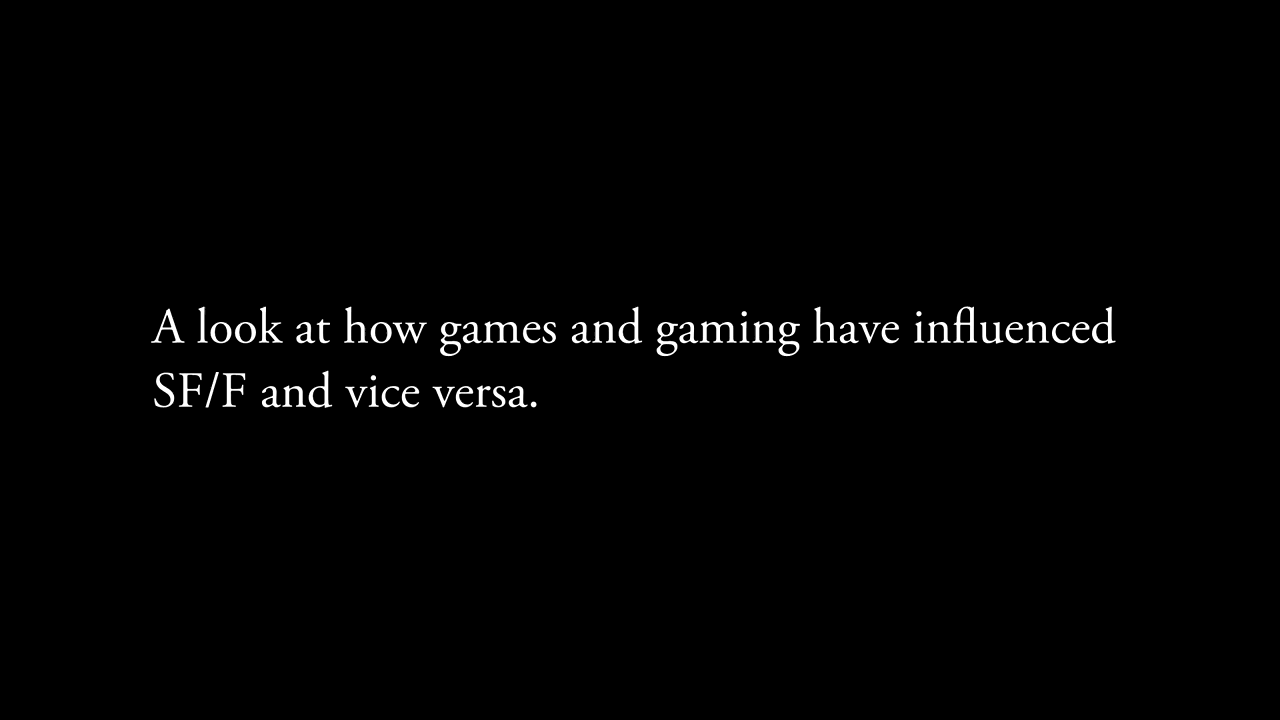 A look at how games and gaming have influenced
SF/F and vice versa.